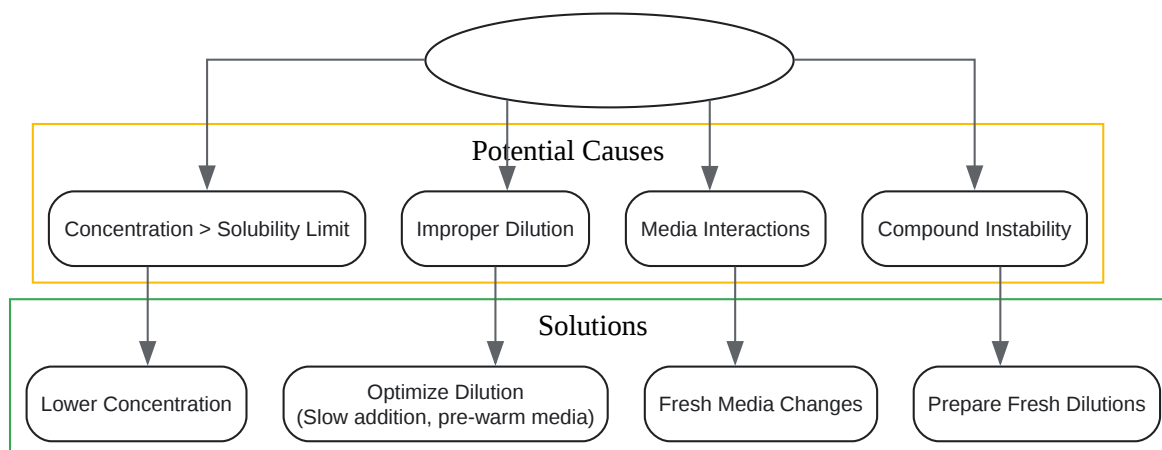 Potential Causes
Concentration > Solubility Limit
Improper Dilution
Media Interactions
Compound Instability
Solutions
Lower Concentration
Optimize Dilution
(Slow addition, pre-warm media)
Fresh Media Changes
Prepare Fresh Dilutions